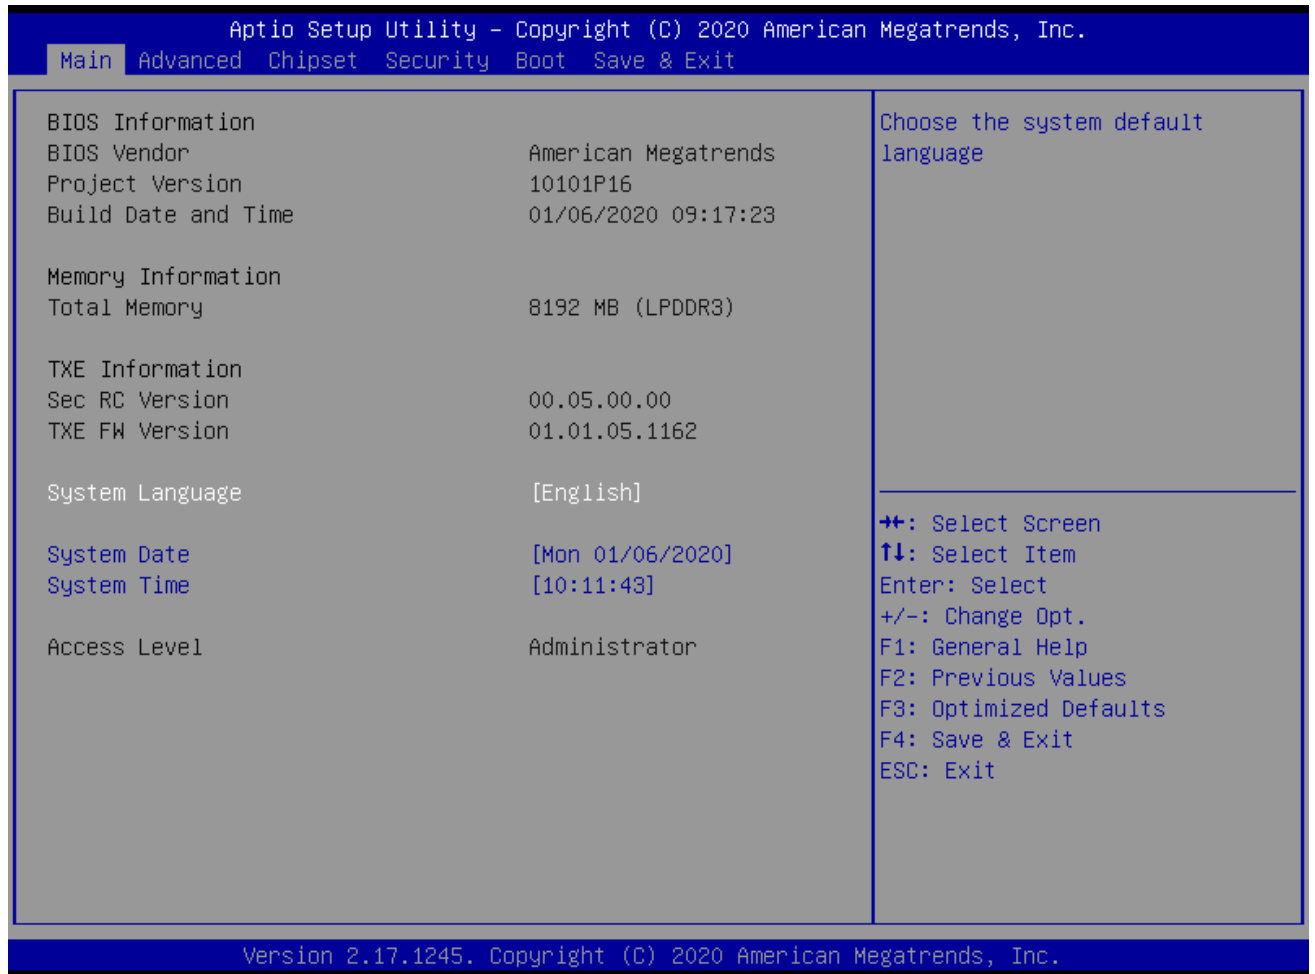 Aptio Setup Utility – Copyright (C) 2020 American Megatrends, Inc.
Main Advanced Chipset Security Boot Save & Exit
BIOS Information
BIOS Vendor American Megatrends
Project Version 10101P16
Build Date and Time 01/06/2020 09:17:23
Memory Information
Total Memory 8192 MB (LPDDR3)
TXE Information
Sec RC Version 00.05.00.00
TXE FW Version 01.01.05.1162
System Language [English]
System Date [Mon 01/06/2020]
System Time [10:11:43]
Access Level Administrator
Choose the system default
language
→←: Select Screen
↑↓: Select Item
Enter: Select
+/-: Change Opt.
F1: General Help
F2: Previous Values
F3: Optimized Defaults
F4: Save & Exit
ESC: Exit
Version 2.17.1245. Copyright (C) 2020 American Megatrends, Inc.